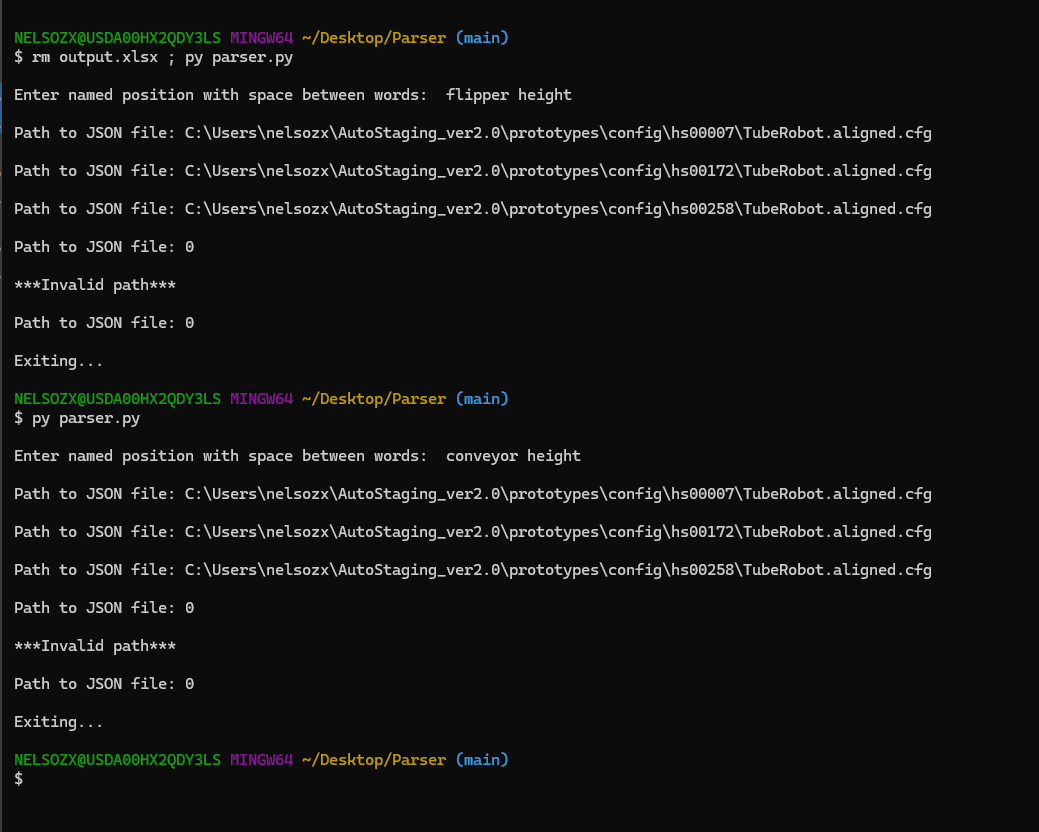 NELSOZX@USDA00HX2QDY3LS MINGW64 ~/Desktop/Parser (main)
$ rm output.xlsx ; py parser.py
Enter named position with space between words:  flipper height
Path to JSON file: C:\Users\nelsozx\AutoStaging_ver2.0\prototypes\config\hs00007\TubeRobot.aligned.cfg
Path to JSON file: C:\Users\nelsozx\AutoStaging_ver2.0\prototypes\config\hs00172\TubeRobot.aligned.cfg
Path to JSON file: C:\Users\nelsozx\AutoStaging_ver2.0\prototypes\config\hs00258\TubeRobot.aligned.cfg
Path to JSON file: 0
***Invalid path***
Path to JSON file: 0
Exiting...
NELSOZX@USDA00HX2QDY3LS MINGW64 ~/Desktop/Parser (main)
$ py parser.py
Enter named position with space between words:  conveyor height
Path to JSON file: C:\Users\nelsozx\AutoStaging_ver2.0\prototypes\config\hs00007\TubeRobot.aligned.cfg
Path to JSON file: C:\Users\nelsozx\AutoStaging_ver2.0\prototypes\config\hs00172\TubeRobot.aligned.cfg
Path to JSON file: C:\Users\nelsozx\AutoStaging_ver2.0\prototypes\config\hs00258\TubeRobot.aligned.cfg
Path to JSON file: 0
***Invalid path***
Path to JSON file: 0
Exiting...
NELSOZX@USDA00HX2QDY3LS MINGW64 ~/Desktop/Parser (main)
$